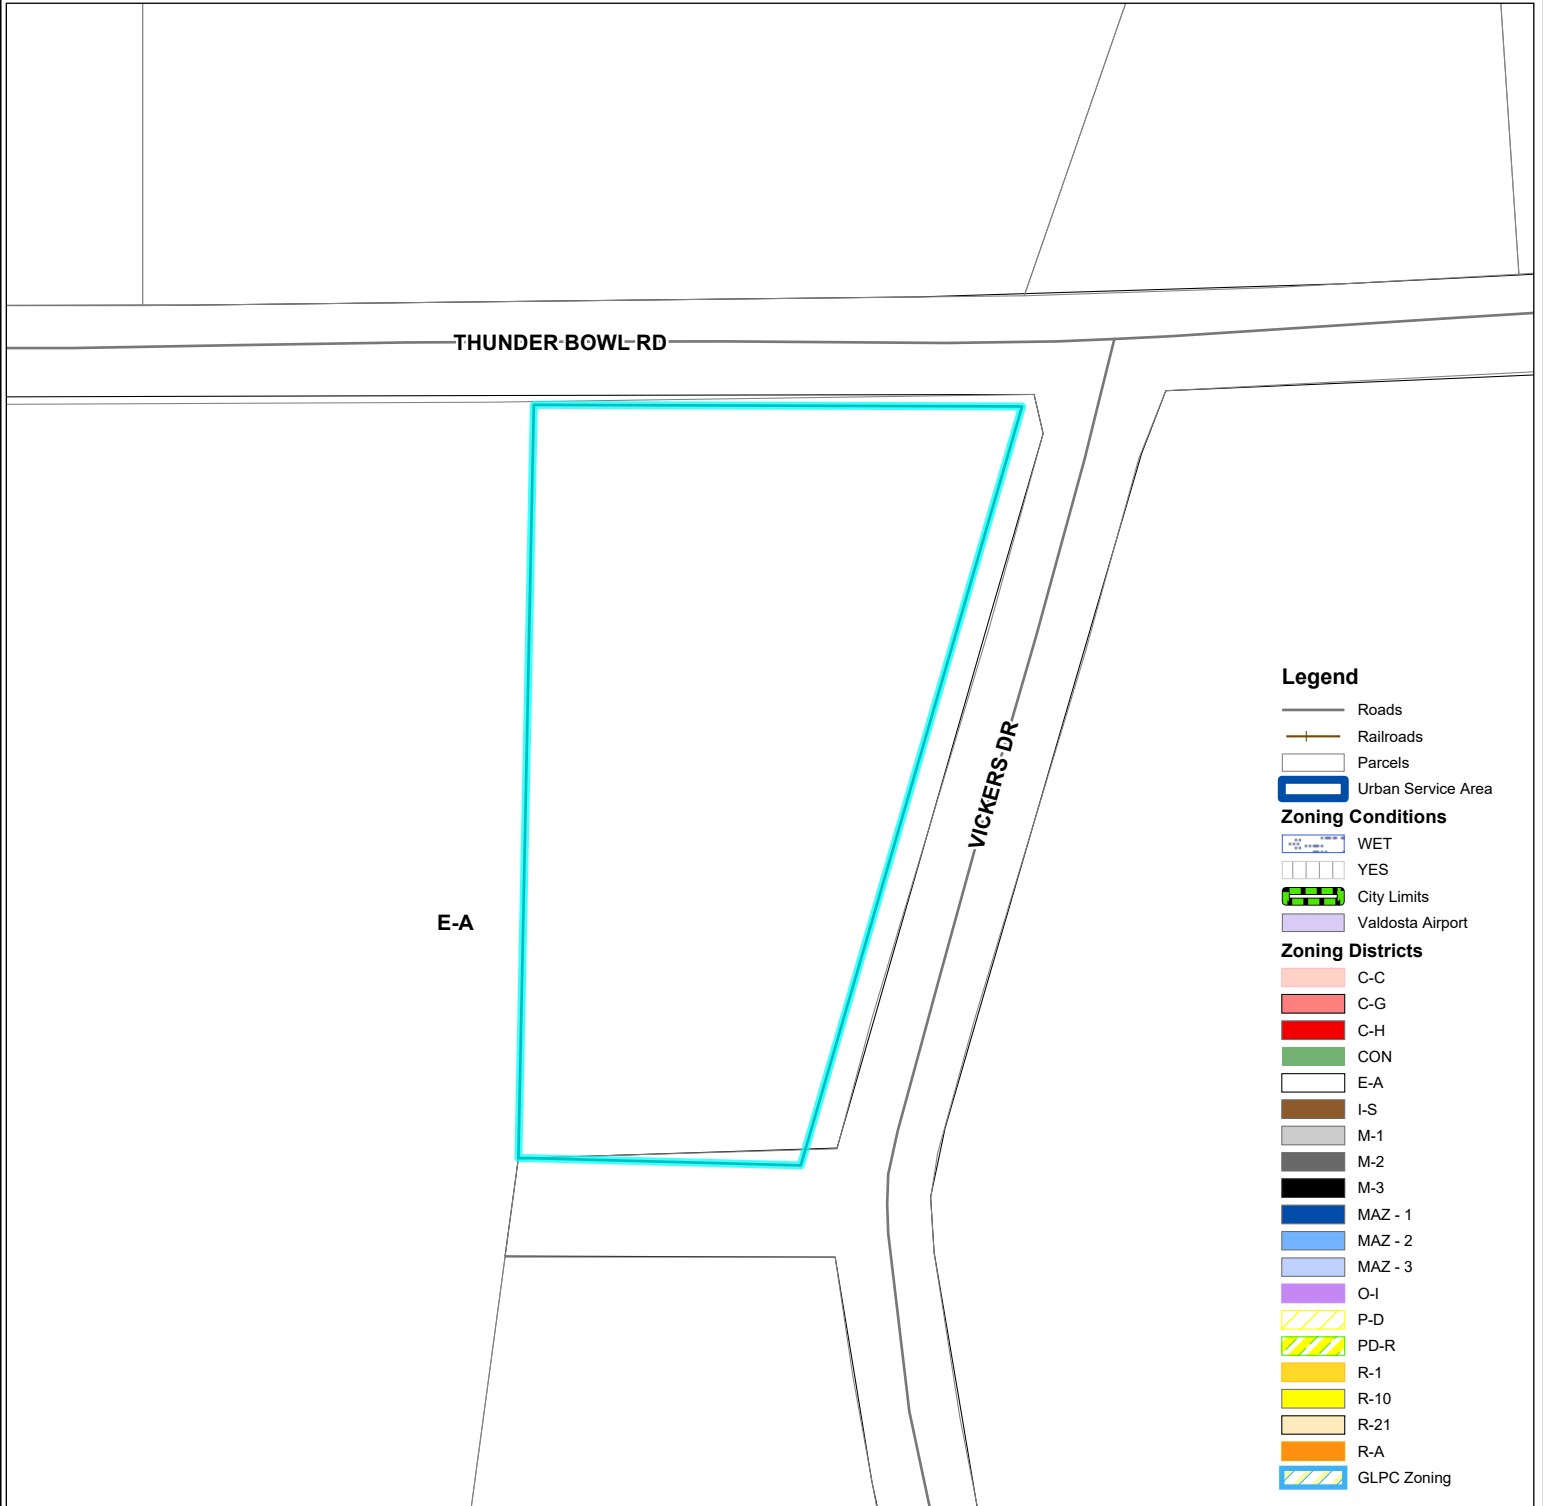 THUNDER BOWL RD
VICKERS DR
E-A
Legend
Roads
Railroads
Parcels
Urban Service Area
Zoning Conditions
WET
YES
City Limits
Valdosta Airport
Zoning Districts
C-C
C-G
C-H
CON
E-A
I-S
M-1
M-2
M-3
MAZ - 1
MAZ - 2
MAZ - 3
O-I
P-D
PD-R
R-1
R-10
R-21
R-A
GLPC Zoning